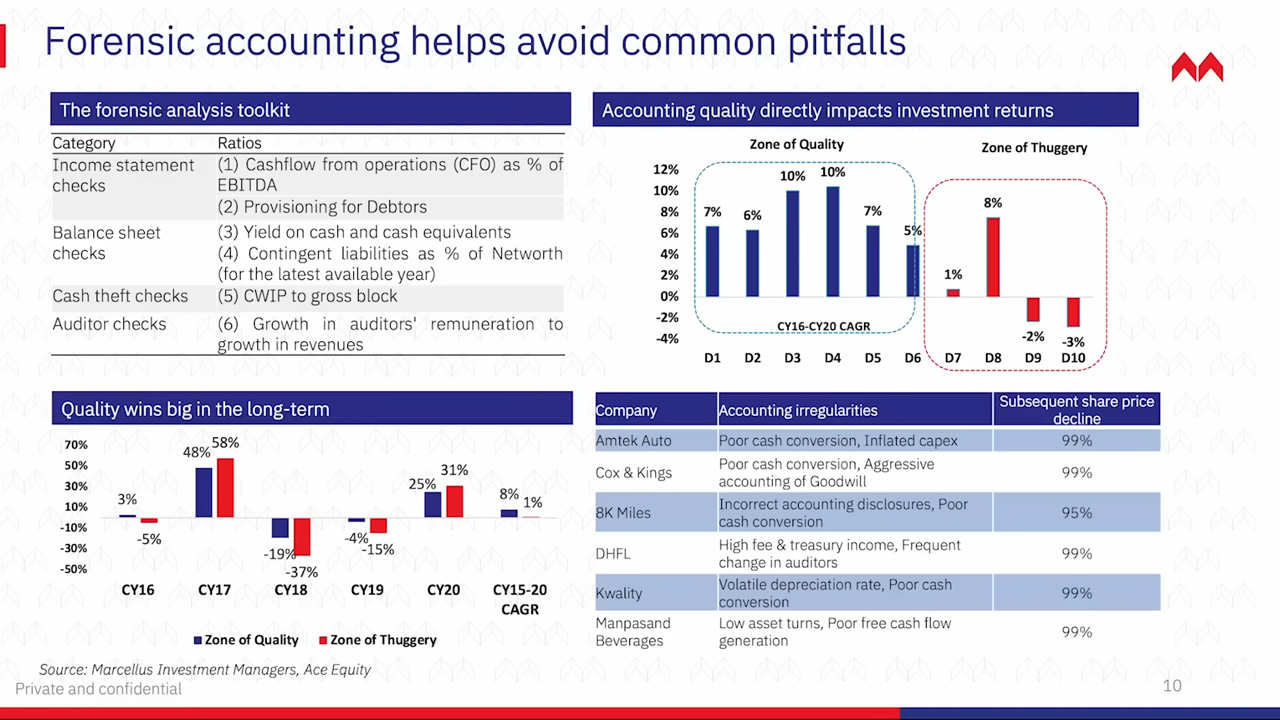 Forensic accounting helps avoid common pitfalls
The forensic analysis toolkit
Category Ratios
Income statement checks
(1) Cashflow from operations (CFO) as % of
EBITDA
(2) Provisioning for Debtors
Balance sheet checks
(3) Yield on cash and cash equivalents
(4) Contingent liabilities as % of Networth
(for the latest available year)
Cash theft checks (5) CWIP to gross block
Auditor checks
(6) Growth in auditors' remuneration to
growth in revenues
Accounting quality directly impacts investment returns
Zone of Quality Zone of Thuggery
12%
10%
8%
6%
4%
2%
0%
-2%
-4%
7% 6% 10% 10% 7% 5% 1% 8% -2% -3%
CY16-CY20 CAGR
D1 D2 D3 D4 D5 D6 D7 D8 D9 D10
Quality wins big in the long-term
70%
50%
30%
10%
-10%
-30%
-50%
3% -5% 48% 58% -19% -37% -4% -15% 25% 31% 8% 1%
CY16 CY17 CY18 CY19 CY20 CY15-20
CAGR
Zone of Quality Zone of Thuggery
Company Accounting irregularities Subsequent share price
decline
Amtek Auto Poor cash conversion, Inflated capex 99%
Cox & Kings Poor cash conversion, Aggressive
accounting of Goodwill 99%
8K Miles Incorrect accounting disclosures, Poor
cash conversion 95%
DHFL High fee & treasury income, Frequent
change in auditors 99%
Kwality Volatile depreciation rate, Poor cash
conversion 99%
Manpasand
Beverages Low asset turns, Poor free cash flow
generation 99%
Source: Marcellus Investment Managers, Ace Equity
Private and confidential
10